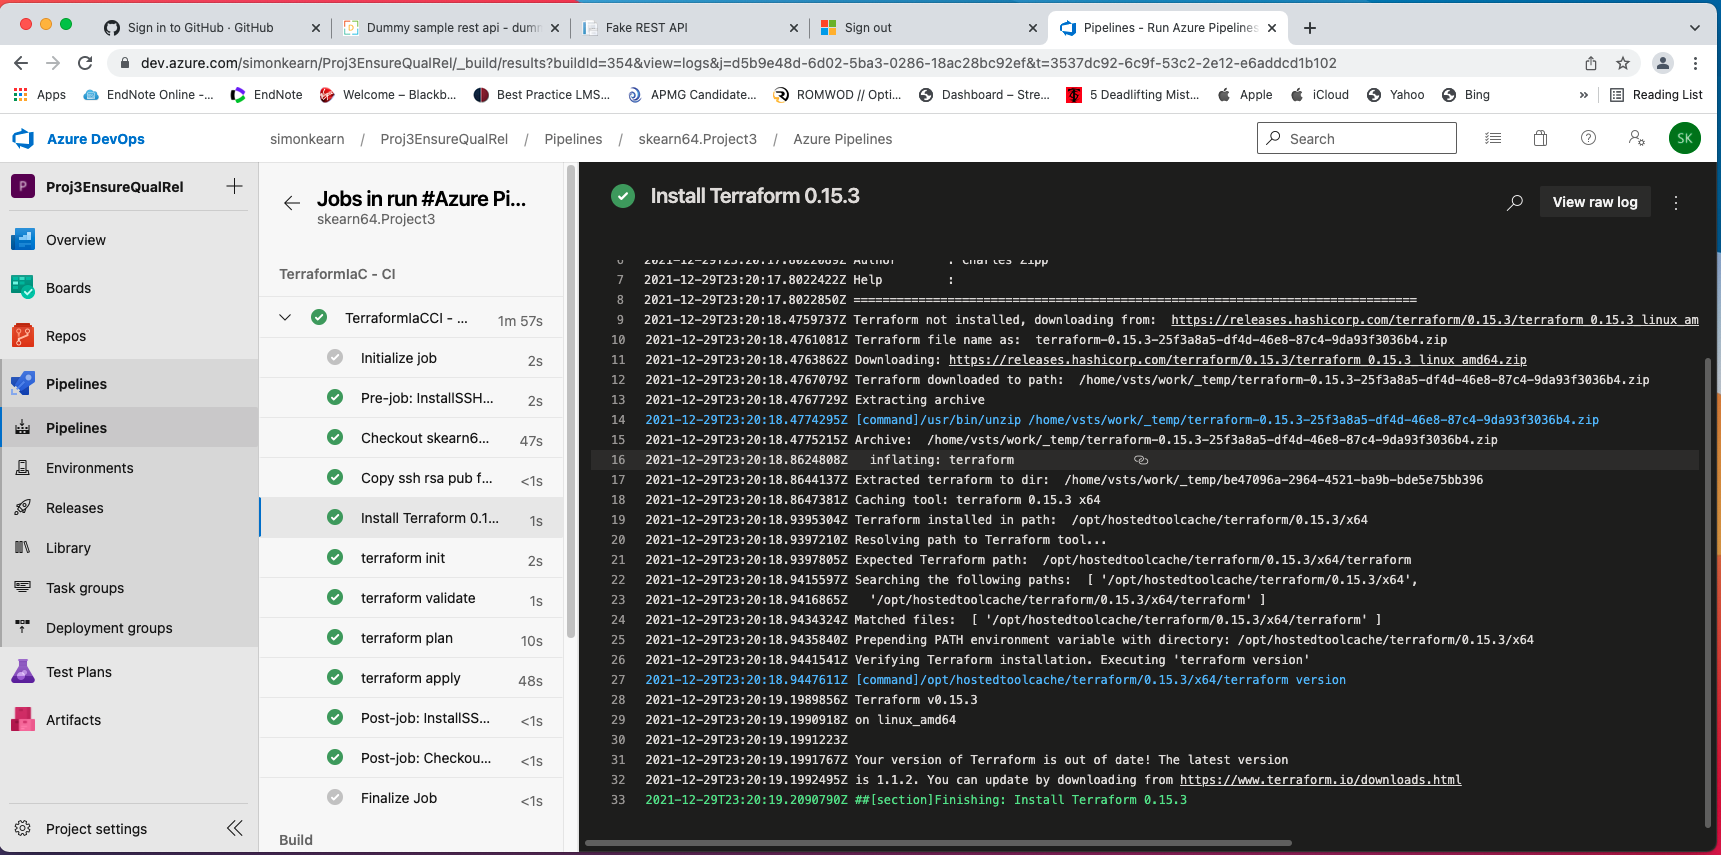 Sign in to GitHub · GitHub
Dummy sample rest api - dumm
Fake REST API
Sign out
Pipelines - Run Azure Pipelines
dev.azure.com/simonkearn/Proj3EnsureQualRel/_build/results?buildId=354&view=logs&j=d5b9e48d-6d02-5ba3-0286-18ac28bc92ef&t=3537dc92-6c9f-53c2-2e12-e6addcd1b102
Apps
EndNote Online -...
EndNote
Welcome – Blackb...
Best Practice LMS...
APMG Candidate...
ROMWOD // Opti...
Dashboard – Stre...
5 Deadlifting Mist...
Apple
iCloud
Yahoo
Bing
»
Reading List
Azure DevOps
simonkearn / Proj3EnsureQualRel / Pipelines / skearn64.Project3 / Azure Pipelines
Search
SK
P
Proj3EnsureQualRel
Overview
Boards
Repos
Pipelines
Pipelines
Environments
Releases
Library
Task groups
Deployment groups
Test Plans
Artifacts
Project settings
Jobs in run #Azure Pi...
skearn64.Project3
TerraformIaC - CI
TerraformIaCCI - ... 1m 57s
Initialize job 2s
Pre-job: InstallSSH... 2s
Checkout skearn6... 47s
Copy ssh rsa pub f... <1s
Install Terraform 0.1... 1s
terraform init 2s
terraform validate 1s
terraform plan 10s
terraform apply 48s
Post-job: InstallSS... <1s
Post-job: Checkou... <1s
Finalize Job <1s
Build
Install Terraform 0.15.3
View raw log
6 2021-12-29T23:20:17.8022089Z Author : Charles Zipp
7 2021-12-29T23:20:17.8022422Z Help :
8 2021-12-29T23:20:17.8022850Z ==============================================================================
9 2021-12-29T23:20:18.4759737Z Terraform not installed, downloading from: https://releases.hashicorp.com/terraform/0.15.3/terraform_0.15.3_linux_am
10 2021-12-29T23:20:18.4761081Z Terraform file name as: terraform-0.15.3-25f3a8a5-df4d-46e8-87c4-9da93f3036b4.zip
11 2021-12-29T23:20:18.4763862Z Downloading: https://releases.hashicorp.com/terraform/0.15.3/terraform_0.15.3_linux_amd64.zip
12 2021-12-29T23:20:18.4767079Z Terraform downloaded to path: /home/vsts/work/_temp/terraform-0.15.3-25f3a8a5-df4d-46e8-87c4-9da93f3036b4.zip
13 2021-12-29T23:20:18.4767729Z Extracting archive
14 2021-12-29T23:20:18.4774295Z [command]/usr/bin/unzip /home/vsts/work/_temp/terraform-0.15.3-25f3a8a5-df4d-46e8-87c4-9da93f3036b4.zip
15 2021-12-29T23:20:18.4775215Z Archive: /home/vsts/work/_temp/terraform-0.15.3-25f3a8a5-df4d-46e8-87c4-9da93f3036b4.zip
16 2021-12-29T23:20:18.8624808Z inflating: terraform
17 2021-12-29T23:20:18.8644137Z Extracted terraform to dir: /home/vsts/work/_temp/be47096a-2964-4521-ba9b-bde5e75bb396
18 2021-12-29T23:20:18.8647381Z Caching tool: terraform 0.15.3 x64
19 2021-12-29T23:20:18.9395304Z Terraform installed in path: /opt/hostedtoolcache/terraform/0.15.3/x64
20 2021-12-29T23:20:18.9397210Z Resolving path to Terraform tool...
21 2021-12-29T23:20:18.9397805Z Expected Terraform path: /opt/hostedtoolcache/terraform/0.15.3/x64/terraform
22 2021-12-29T23:20:18.9415597Z Searching the following paths: [ '/opt/hostedtoolcache/terraform/0.15.3/x64',
23 2021-12-29T23:20:18.9416865Z '/opt/hostedtoolcache/terraform/0.15.3/x64/terraform' ]
24 2021-12-29T23:20:18.9434324Z Matched files: [ '/opt/hostedtoolcache/terraform/0.15.3/x64/terraform' ]
25 2021-12-29T23:20:18.9435840Z Prepending PATH environment variable with directory: /opt/hostedtoolcache/terraform/0.15.3/x64
26 2021-12-29T23:20:18.9441541Z Verifying Terraform installation. Executing 'terraform version'
27 2021-12-29T23:20:18.9447611Z [command]/opt/hostedtoolcache/terraform/0.15.3/x64/terraform version
28 2021-12-29T23:20:19.1989856Z Terraform v0.15.3
29 2021-12-29T23:20:19.1990918Z on linux_amd64
30 2021-12-29T23:20:19.1991223Z
31 2021-12-29T23:20:19.1991767Z Your version of Terraform is out of date! The latest version
32 2021-12-29T23:20:19.1992495Z is 1.1.2. You can update by downloading from https://www.terraform.io/downloads.html
33 2021-12-29T23:20:19.2090790Z ##[section]Finishing: Install Terraform 0.15.3